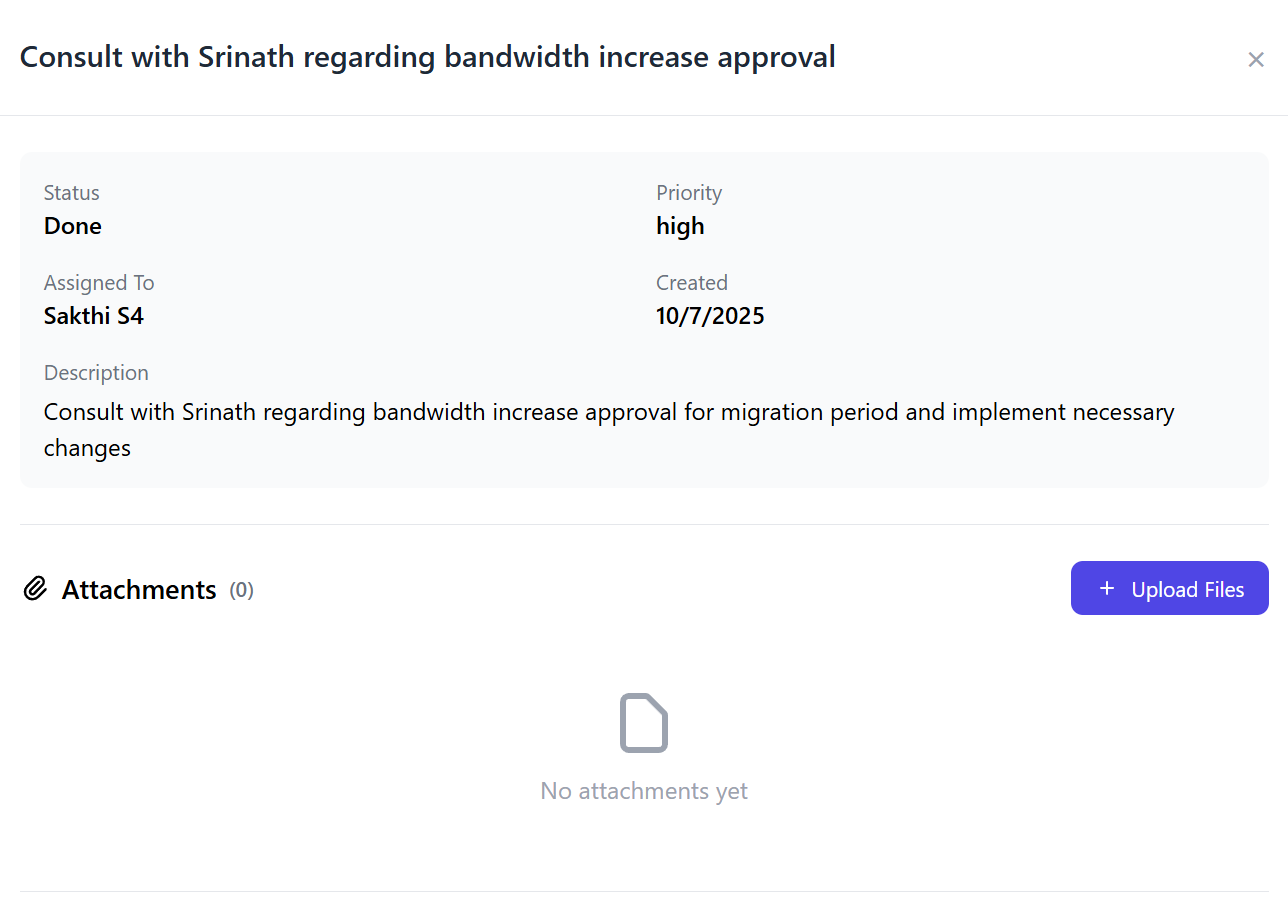 Consult with Srinath regarding bandwidth increase approval
Status
Done
Priority
high
Assigned To
Sakthi S4
Created
10/7/2025
Description
Consult with Srinath regarding bandwidth increase approval for migration period and implement necessary
changes
Attachments (0)
+ Upload Files
No attachments yet